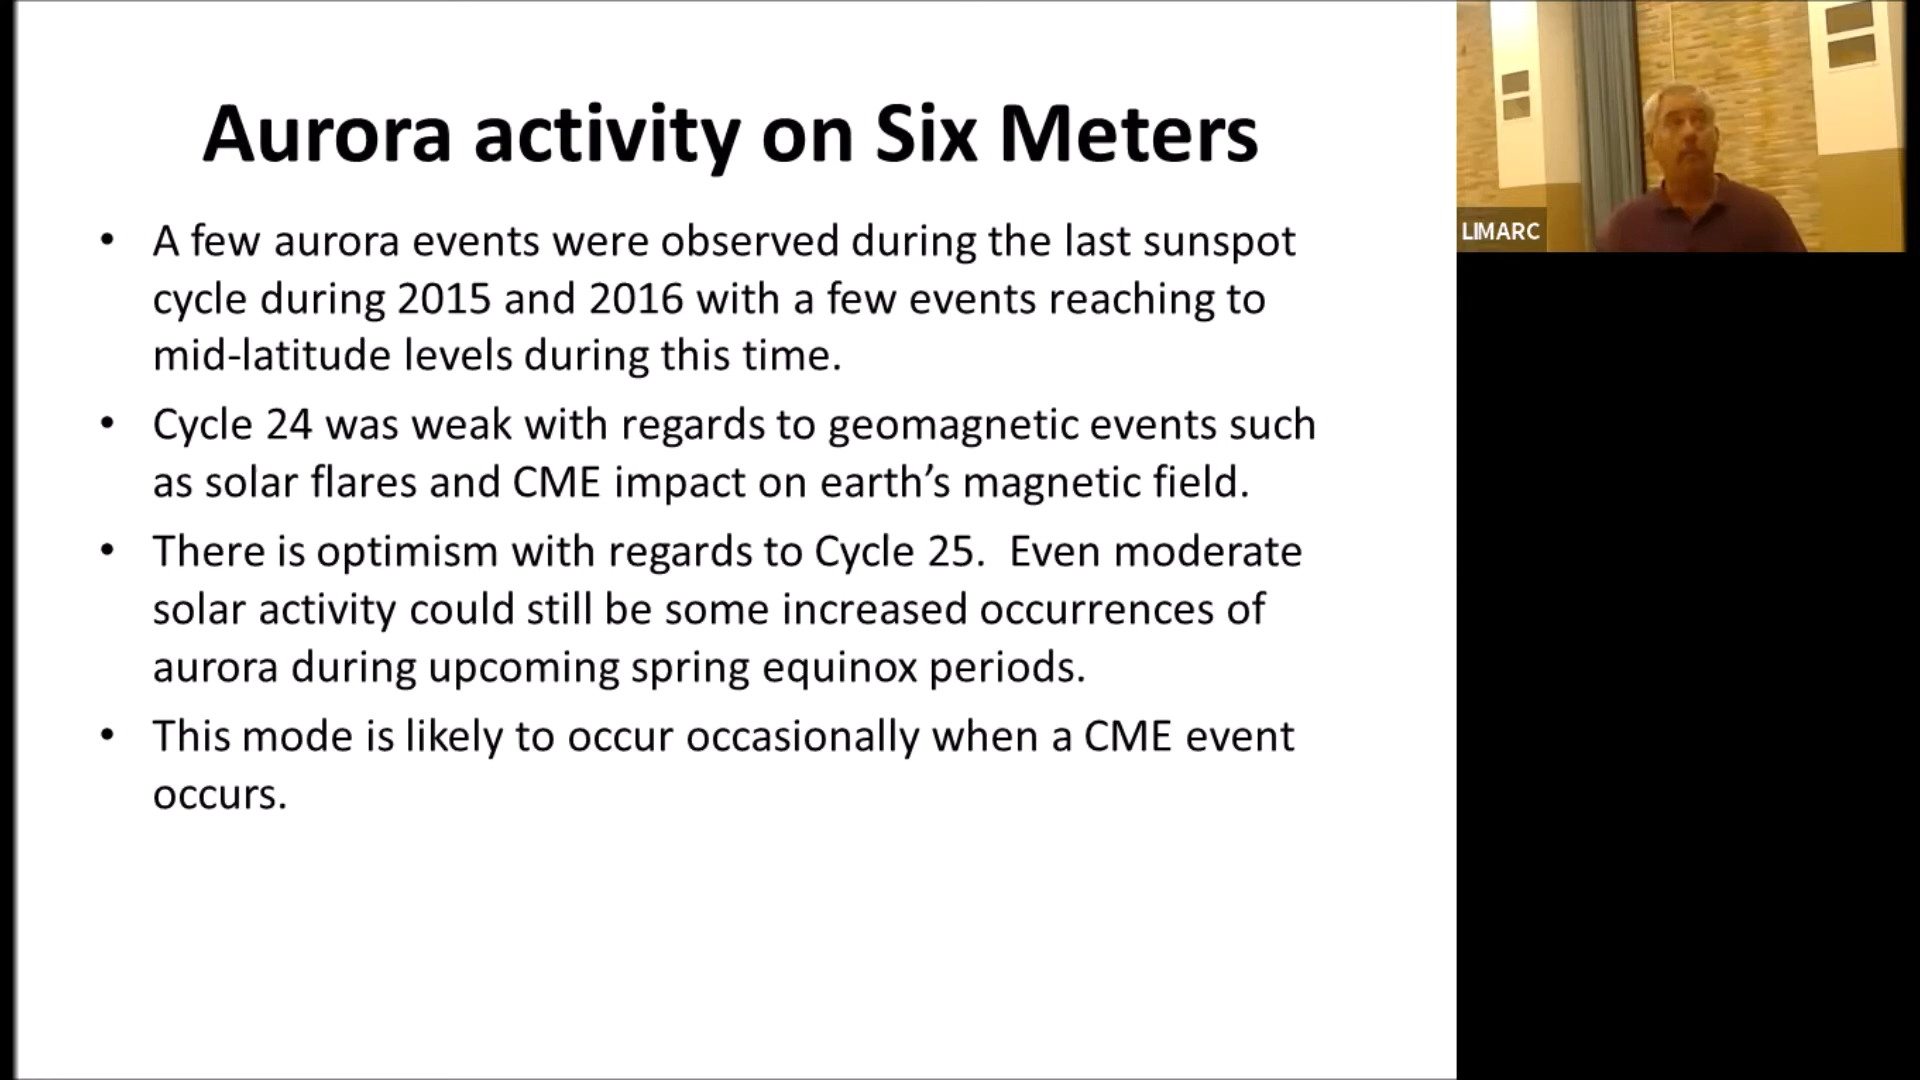 Aurora activity on Six Meters
• A few aurora events were observed during the last sunspot
cycle during 2015 and 2016 with a few events reaching to
mid-latitude levels during this time.
• Cycle 24 was weak with regards to geomagnetic events such
as solar flares and CME impact on earth’s magnetic field.
• There is optimism with regards to Cycle 25.  Even moderate
solar activity could still be some increased occurrences of
aurora during upcoming spring equinox periods.
• This mode is likely to occur occasionally when a CME event
occurs.
LIMARC